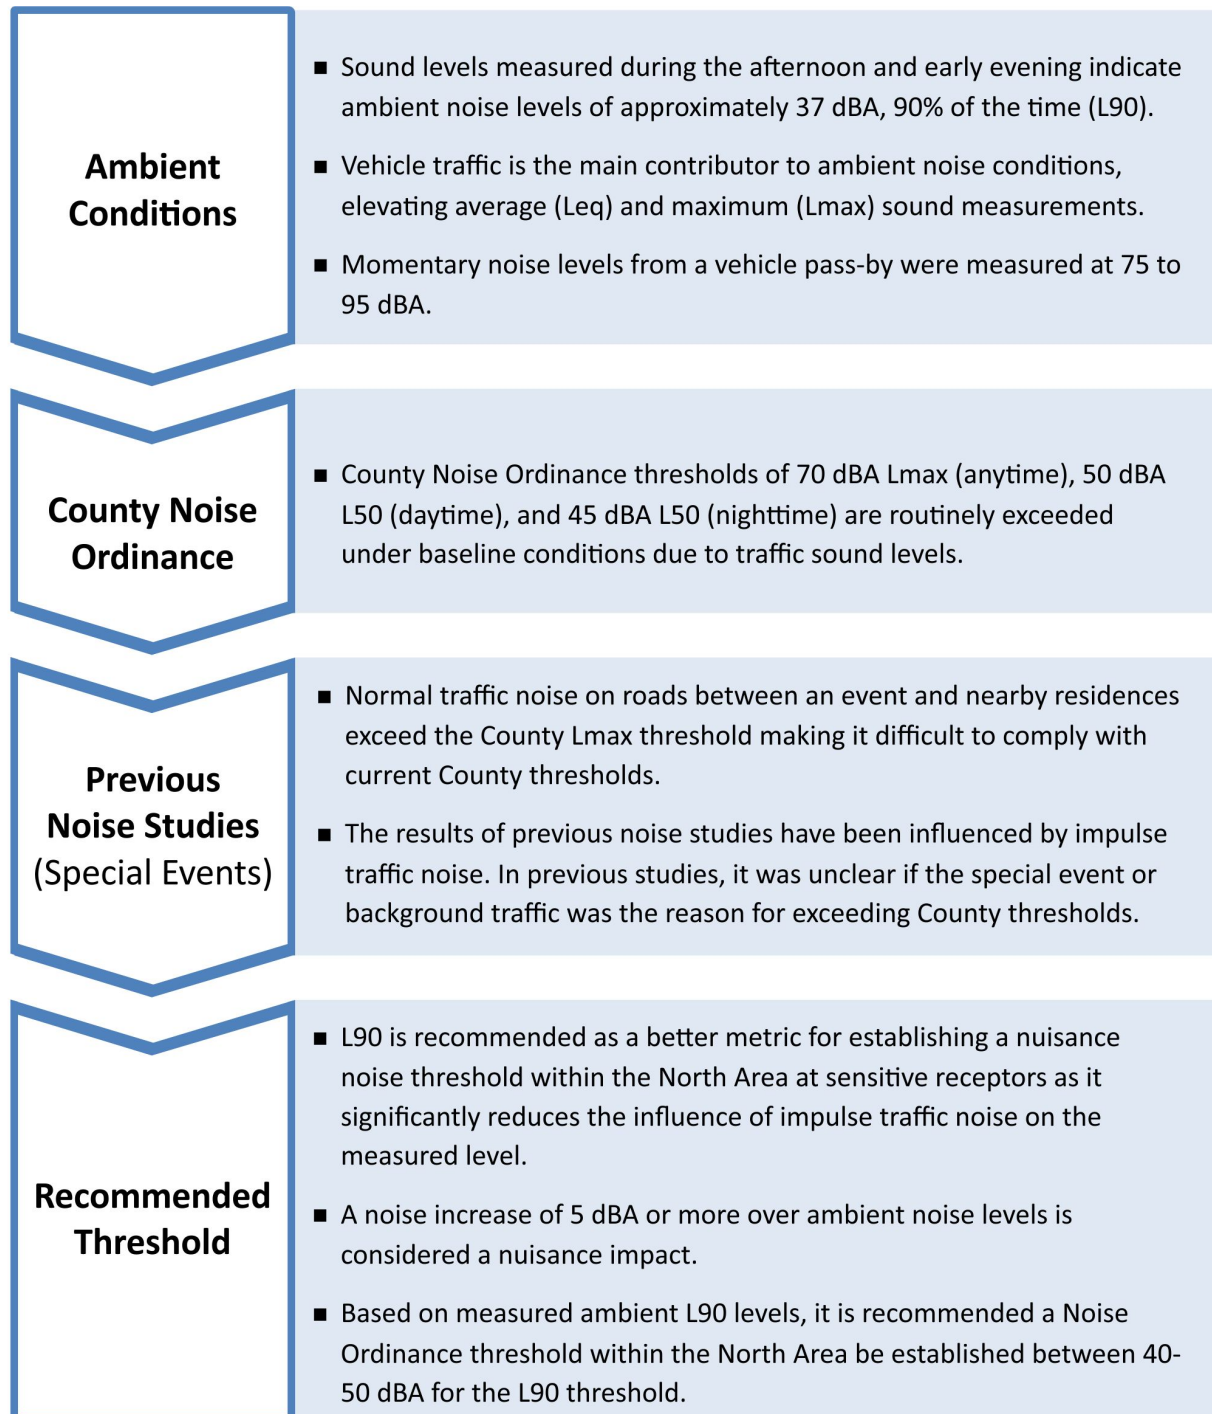 Ambient
Conditions
■ Sound levels measured during the afternoon and early evening indicate
ambient noise levels of approximately 37 dBA, 90% of the time (L90).
■ Vehicle traffic is the main contributor to ambient noise conditions,
elevating average (Leq) and maximum (Lmax) sound measurements.
■ Momentary noise levels from a vehicle pass-by were measured at 75 to
95 dBA.
County Noise
Ordinance
■ County Noise Ordinance thresholds of 70 dBA Lmax (anytime), 50 dBA
L50 (daytime), and 45 dBA L50 (nighttime) are routinely exceeded
under baseline conditions due to traffic sound levels.
Previous
Noise Studies
(Special Events)
■ Normal traffic noise on roads between an event and nearby residences
exceed the County Lmax threshold making it difficult to comply with
current County thresholds.
■ The results of previous noise studies have been influenced by impulse
traffic noise. In previous studies, it was unclear if the special event or
background traffic was the reason for exceeding County thresholds.
Recommended
Threshold
■ L90 is recommended as a better metric for establishing a nuisance
noise threshold within the North Area at sensitive receptors as it
significantly reduces the influence of impulse traffic noise on the
measured level.
■ A noise increase of 5 dBA or more over ambient noise levels is
considered a nuisance impact.
■ Based on measured ambient L90 levels, it is recommended a Noise
Ordinance threshold within the North Area be established between 40-
50 dBA for the L90 threshold.